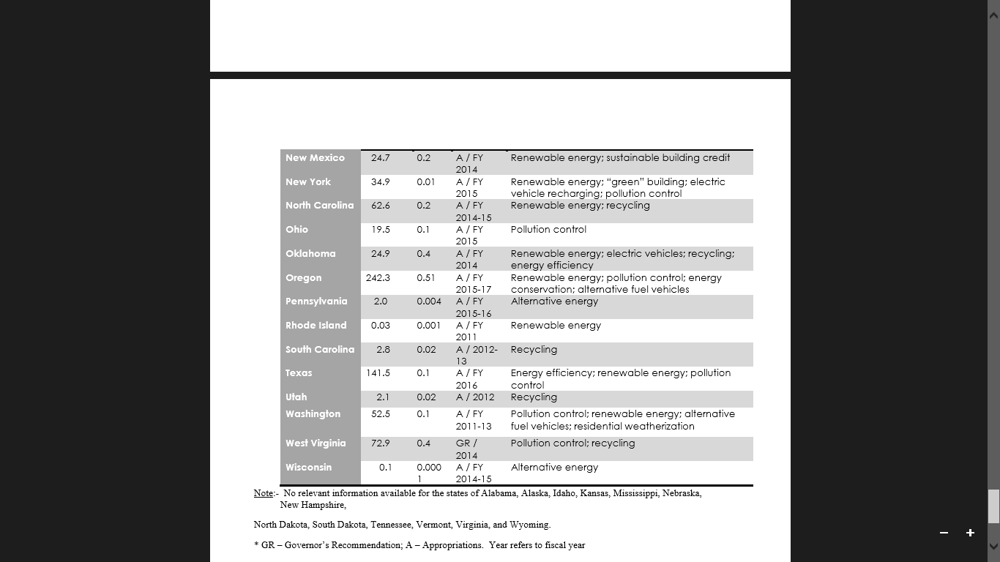 New Mexico 24.7 0.2 A / FY Renewable energy; sustainable building credit
2014
New York 34.9 0.01 A / FY Renewable energy; “green” building; electric
2015 vehicle recharging; pollution control
North Carolina 62.6 0.2 A / FY Renewable energy; recycling
2014-15
Ohio 19.5 0.1 A / FY Pollution control
2015
Oklahoma 24.9 0.4 A / FY Renewable energy; electric vehicles; recycling;
2014 energy efficiency
Oregon 242.3 0.51 A / FY Renewable energy; pollution control; energy
2015-17 conservation; alternative fuel vehicles
Pennsylvania 2.0 0.004 A / FY Alternative energy
2015-16
Rhode Island 0.03 0.001 A / FY Renewable energy
2011
South Carolina 2.8 0.02 A / 2012- Recycling
13
Texas 141.5 0.1 A / FY Energy efficiency; renewable energy; pollution
2016 control
Utah 2.1 0.02 A / 2012 Recycling
Washington 52.5 0.1 A / FY Pollution control; renewable energy; alternative
2011-13 fuel vehicles; residential weatherization
West Virginia 72.9 0.4 GR / Pollution control; recycling
2014
Wisconsin 0.1 0.000 A / FY Alternative energy
1 2014-15
Note:- No relevant information available for the states of Alabama, Alaska, Idaho, Kansas, Mississippi, Nebraska,
New Hampshire,
North Dakota, South Dakota, Tennessee, Vermont, Virginia, and Wyoming.
* GR – Governor’s Recommendation; A – Appropriations. Year refers to fiscal year